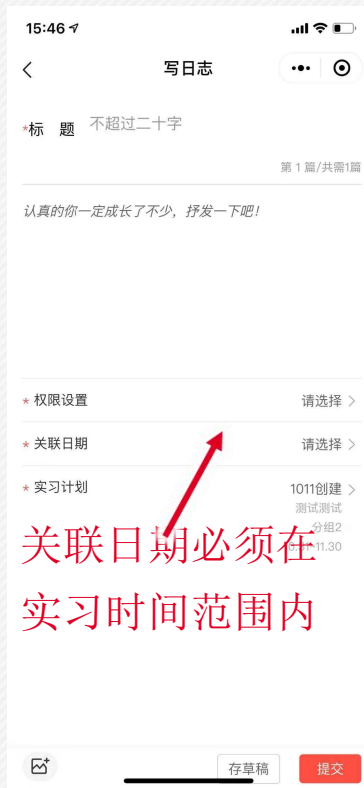 15:46
写日志
*标 题 不超过二十字
第 1 篇/共需1篇
认真的你一定成长了不少，抒发一下吧！
* 权限设置 请选择
* 关联日期 请选择
* 实习计划 1011创建
测试测试
分组2
关联日期必须在
11.30
实习时间范围内
存草稿 提交